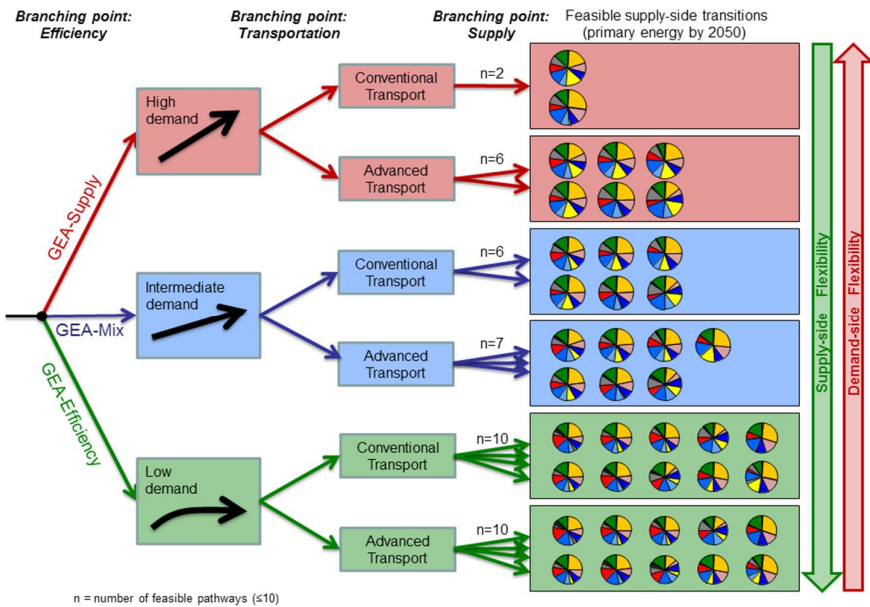 Branching point:
Efficiency
Branching point:
Transportation
Branching point:
Supply
Feasible supply-side transitions
(primary energy by 2050)
GEA-Supply
High
demand
Conventional
Transport
n=2
Advanced
Transport
n=6
GEA-Mix
Intermediate
demand
Conventional
Transport
n=6
Advanced
Transport
n=7
GEA-Efficiency
Low
demand
Conventional
Transport
n=10
Advanced
Transport
n=10
Supply-side Flexibility
Demand-side Flexibility
n = number of feasible pathways (≤10)